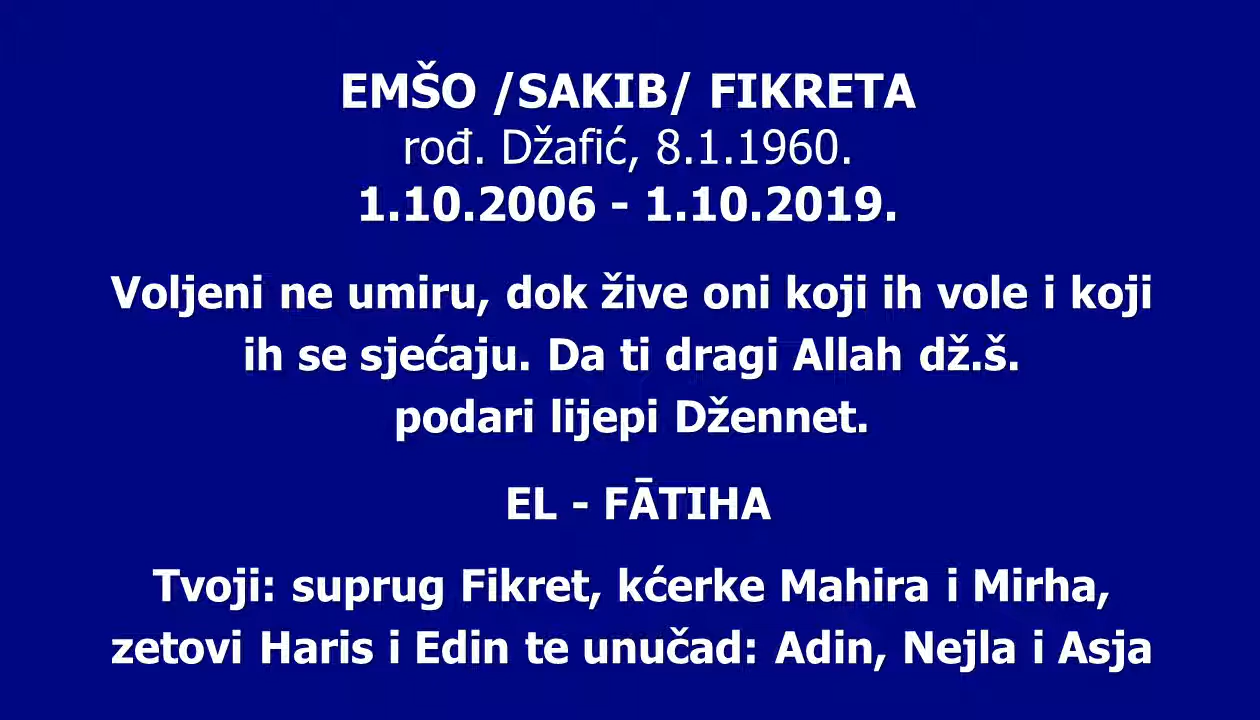 EMŠO /SAKIB/ FIKRETA
rođ. Džafić, 8.1.1960.
1.10.2006 - 1.10.2019.
Voljeni ne umiru, dok žive oni koji ih vole i koji
ih se sjećaju. Da ti dragi Allah dž.š.
podari lijepi Džennet.
EL - FĀTIHA
Tvoji: suprug Fikret, kćerke Mahira i Mirha,
zetovi Haris i Edin te unučad: Adin, Nejla i Asja